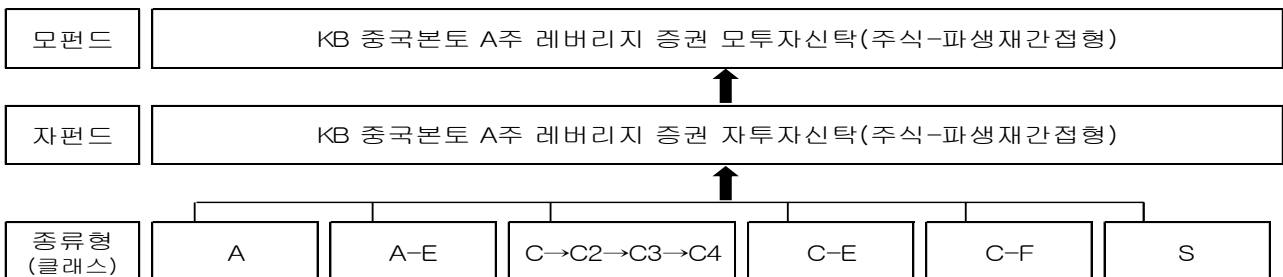 모펀드
KB 중국본토 A주 레버리지 증권 모투자신탁(주식-파생재간접형)
자펀드
KB 중국본토 A주 레버리지 증권 자투자신탁(주식-파생재간접형)
종류형
(클래스)
A
A-E
C→C2→C3→C4
C-E
C-F
S